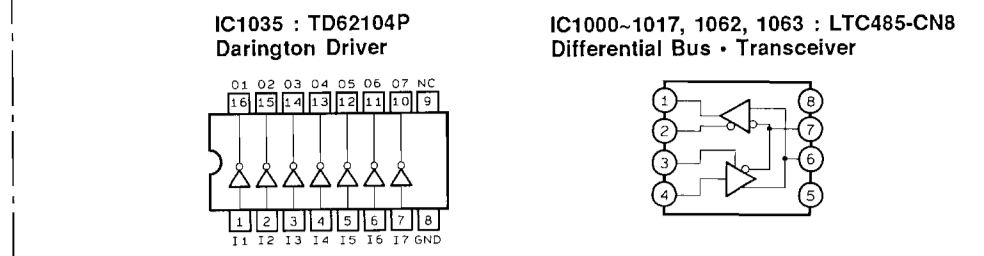 IC1035 : TD62104P
Darington Driver
O1 O2 O3 O4 O5 O6 O7 NC
16 15 14 13 12 11 10 9
1 2 3 4 5 6 7 8
I1 I2 I3 I4 I5 I6 I7 GND
IC1000~1017, 1062, 1063 : LTC485-CN8
Differential Bus • Transceiver
1 8
2 7
3 6
4 5